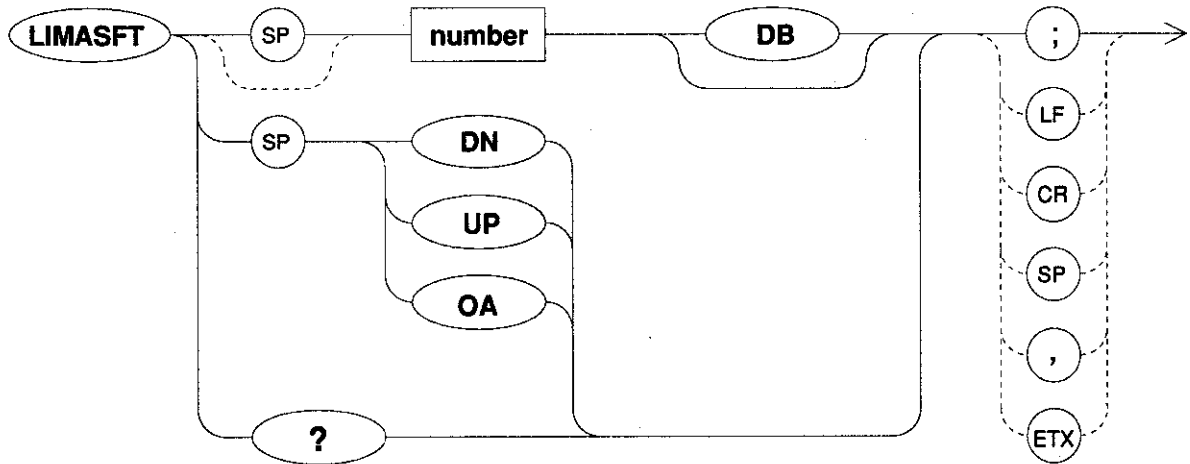 LIMASFT SP number DB ;
LF
SP DN
CR
UP
SP
OA
,
? ETX